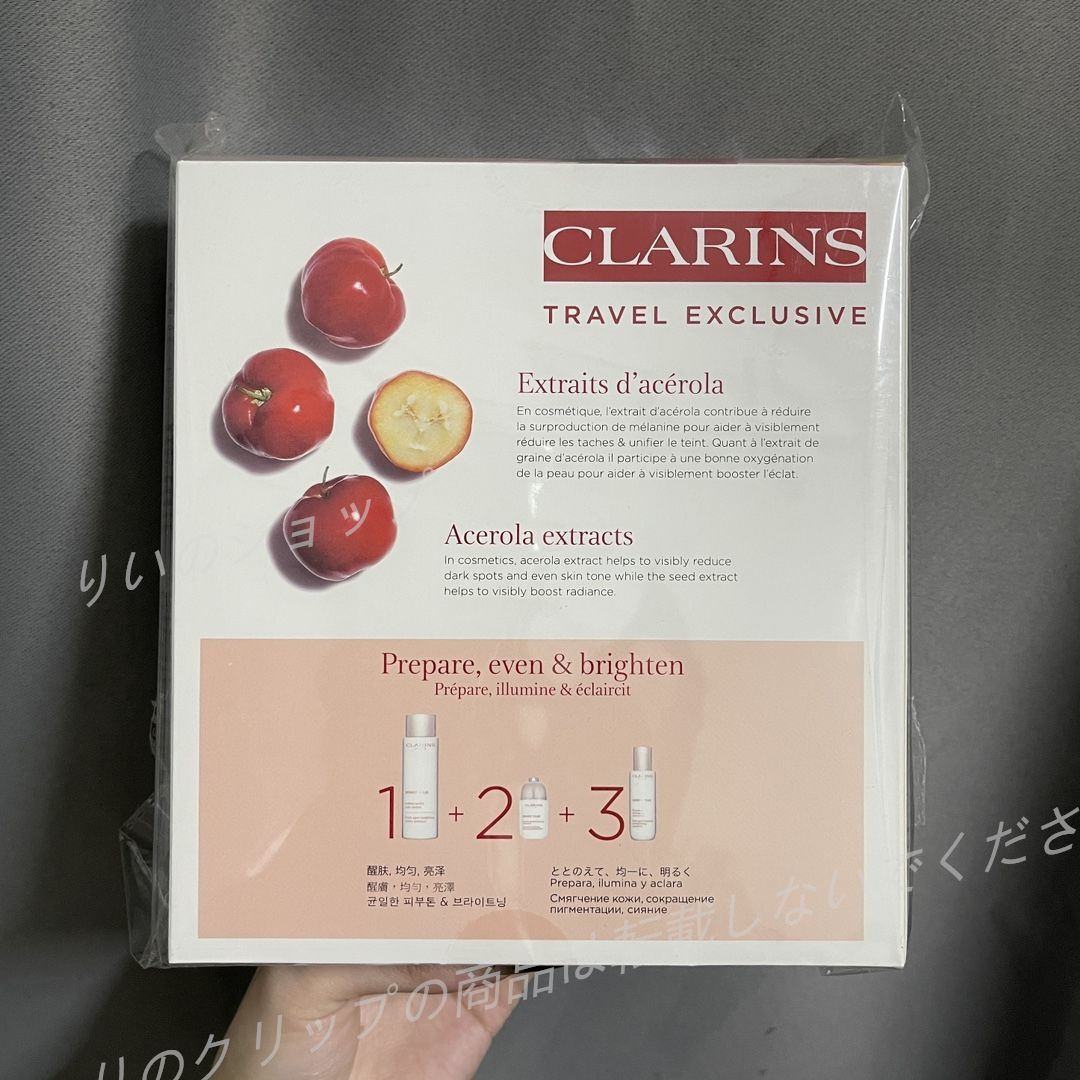 CLARINS
TRAVEL EXCLUSIVE
Extraits d'acérola
En cosmétique, l'extrait d'acérola contribue à réduire
la surproduction de mélanine pour aider à visiblement
réduire les taches & unifier le teint. Quant à l'extrait de
graine d'acérola il participe à une bonne oxygénation
de la peau pour aider à visiblement booster l'éclat.
Acerola extracts
In cosmetics, acerola extract helps to visibly reduce
dark spots and even skin tone while the seed extract
helps to visibly boost radiance.
りいのショップ
Prepare, even & brighten
Prépare, illumine & éclaircit
CLARINS
CLARINS
CLARINS
1 + 2 + 3
醒肤, 均匀, 亮泽
醒膚，均勻，亮澤
균일한 피부톤 & 브라이트닝
ととのえて、均一に、明るく
Prepara, ilumina y aclara
Смягчение кожи, сокращение
пигментации, сияние
りのクリップの商品は転載しないでくださ